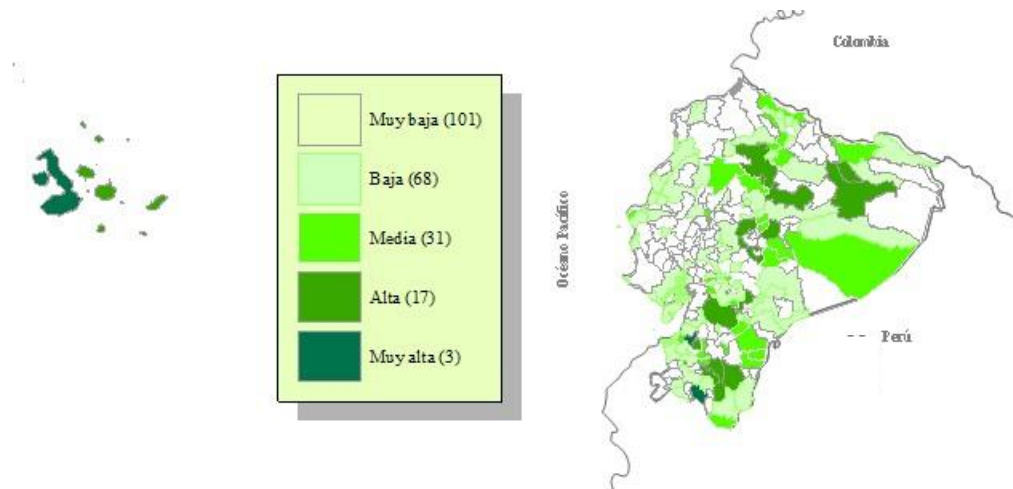 Colombia
Muy baja (101)
Baja (68)
Media (31)
Alta (17)
Muy alta (3)
Océano Pacífico
Perú